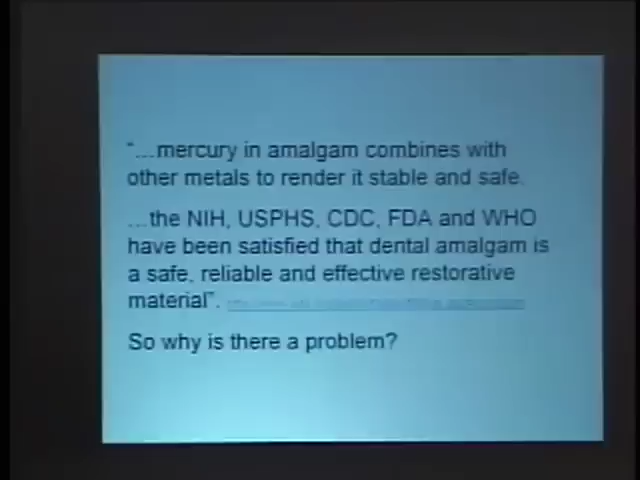 "...mercury in amalgam combines with
other metals to render it stable and safe.
...the NIH, USPHS, CDC, FDA and WHO
have been satisfied that dental amalgam is
a safe, reliable and effective restorative
material".
So why is there a problem?